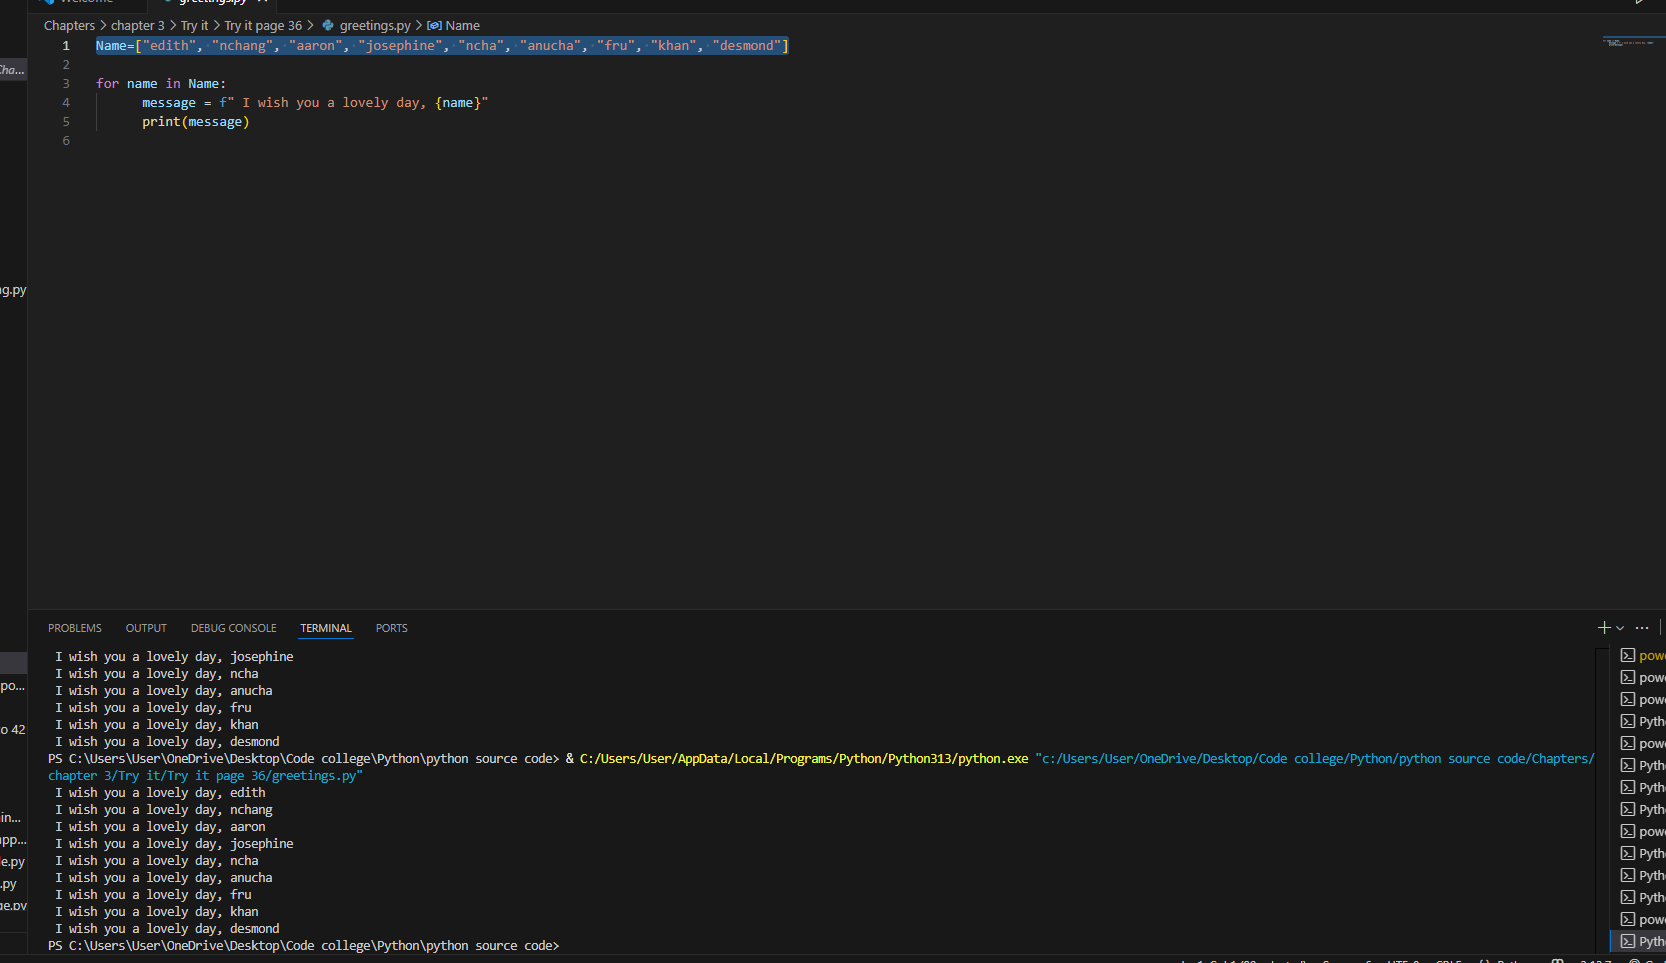 Welcome
greetings.py
Chapters > chapter 3 > Try it > Try it page 36 > greetings.py > Name
1 Name=["edith", "nchang", "aaron", "josephine", "ncha", "anucha", "fru", "khan", "desmond"]
2
3 for name in Name:
4 message = f" I wish you a lovely day, {name}"
5 print(message)
6
Cha...
ng.py
po...
o 42
in...
app...
e.py
.py
ge.py
PROBLEMS OUTPUT DEBUG CONSOLE TERMINAL PORTS
I wish you a lovely day, josephine
I wish you a lovely day, ncha
I wish you a lovely day, anucha
I wish you a lovely day, fru
I wish you a lovely day, khan
I wish you a lovely day, desmond
PS C:\Users\User\OneDrive\Desktop\Code college\Python\python source code> & C:/Users/User/AppData/Local/Programs/Python/Python313/python.exe "c:/Users/User/OneDrive/Desktop/Code college/Python/python source code/Chapters/
chapter 3/Try it/Try it page 36/greetings.py"
I wish you a lovely day, edith
I wish you a lovely day, nchang
I wish you a lovely day, aaron
I wish you a lovely day, josephine
I wish you a lovely day, ncha
I wish you a lovely day, anucha
I wish you a lovely day, fru
I wish you a lovely day, khan
I wish you a lovely day, desmond
PS C:\Users\User\OneDrive\Desktop\Code college\Python\python source code>
pow
pow
pow
Pyth
pow
Pyth
Pyth
Pyth
pow
Pyth
Pyth
Pyth
pow
Pyth